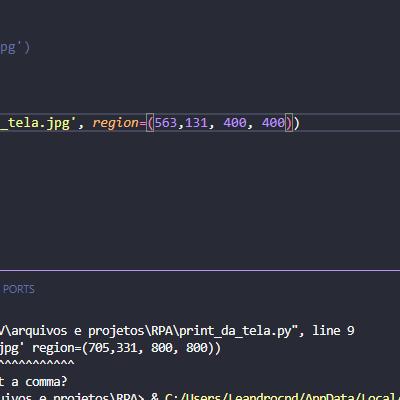 pg')
_tela.jpg', region=(563,131, 400, 400))
PORTS
V\arquivos e projetos\RPA\print_da_tela.py", line 9
jpg' region=(705,331, 800, 800))
^^^^^^^^^^^
t a comma?
uivos e projetos\RPA> & C:/Users/Leandrocnd/AppData/Local/